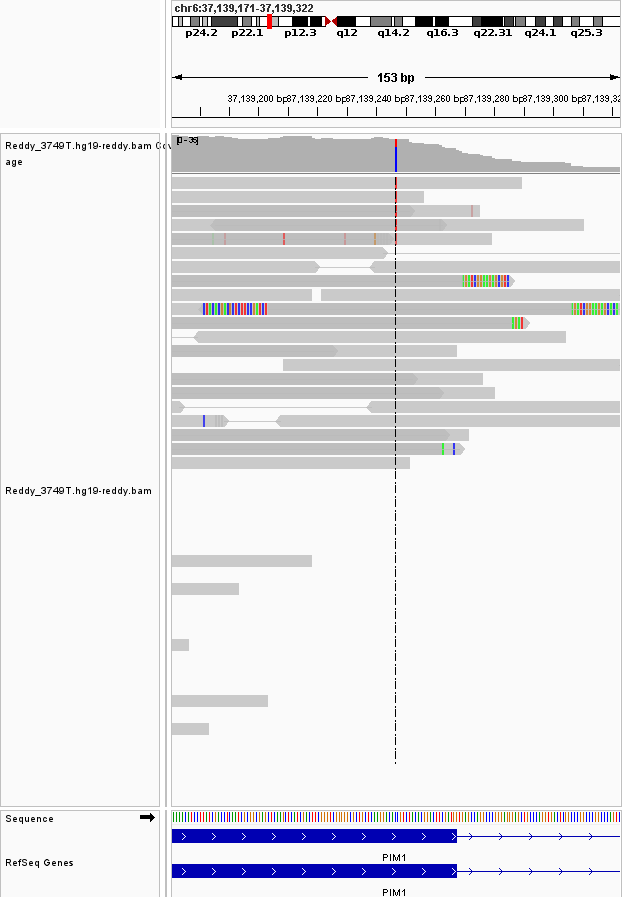 chr6:37,139,171-37,139,322
p24.2 p22.1 p12.3 q12 q14.2 q16.3 q22.31 q24.1 q25.3
153 bp
37,139,200 bp 37,139,220 bp 37,139,240 bp 37,139,260 bp 37,139,280 bp 37,139,300 bp
[0-35]
Reddy_3749T.hg19-reddy.bam Cov
age
Reddy_3749T.hg19-reddy.bam
Sequence
PIM1
RefSeq Genes
PIM1